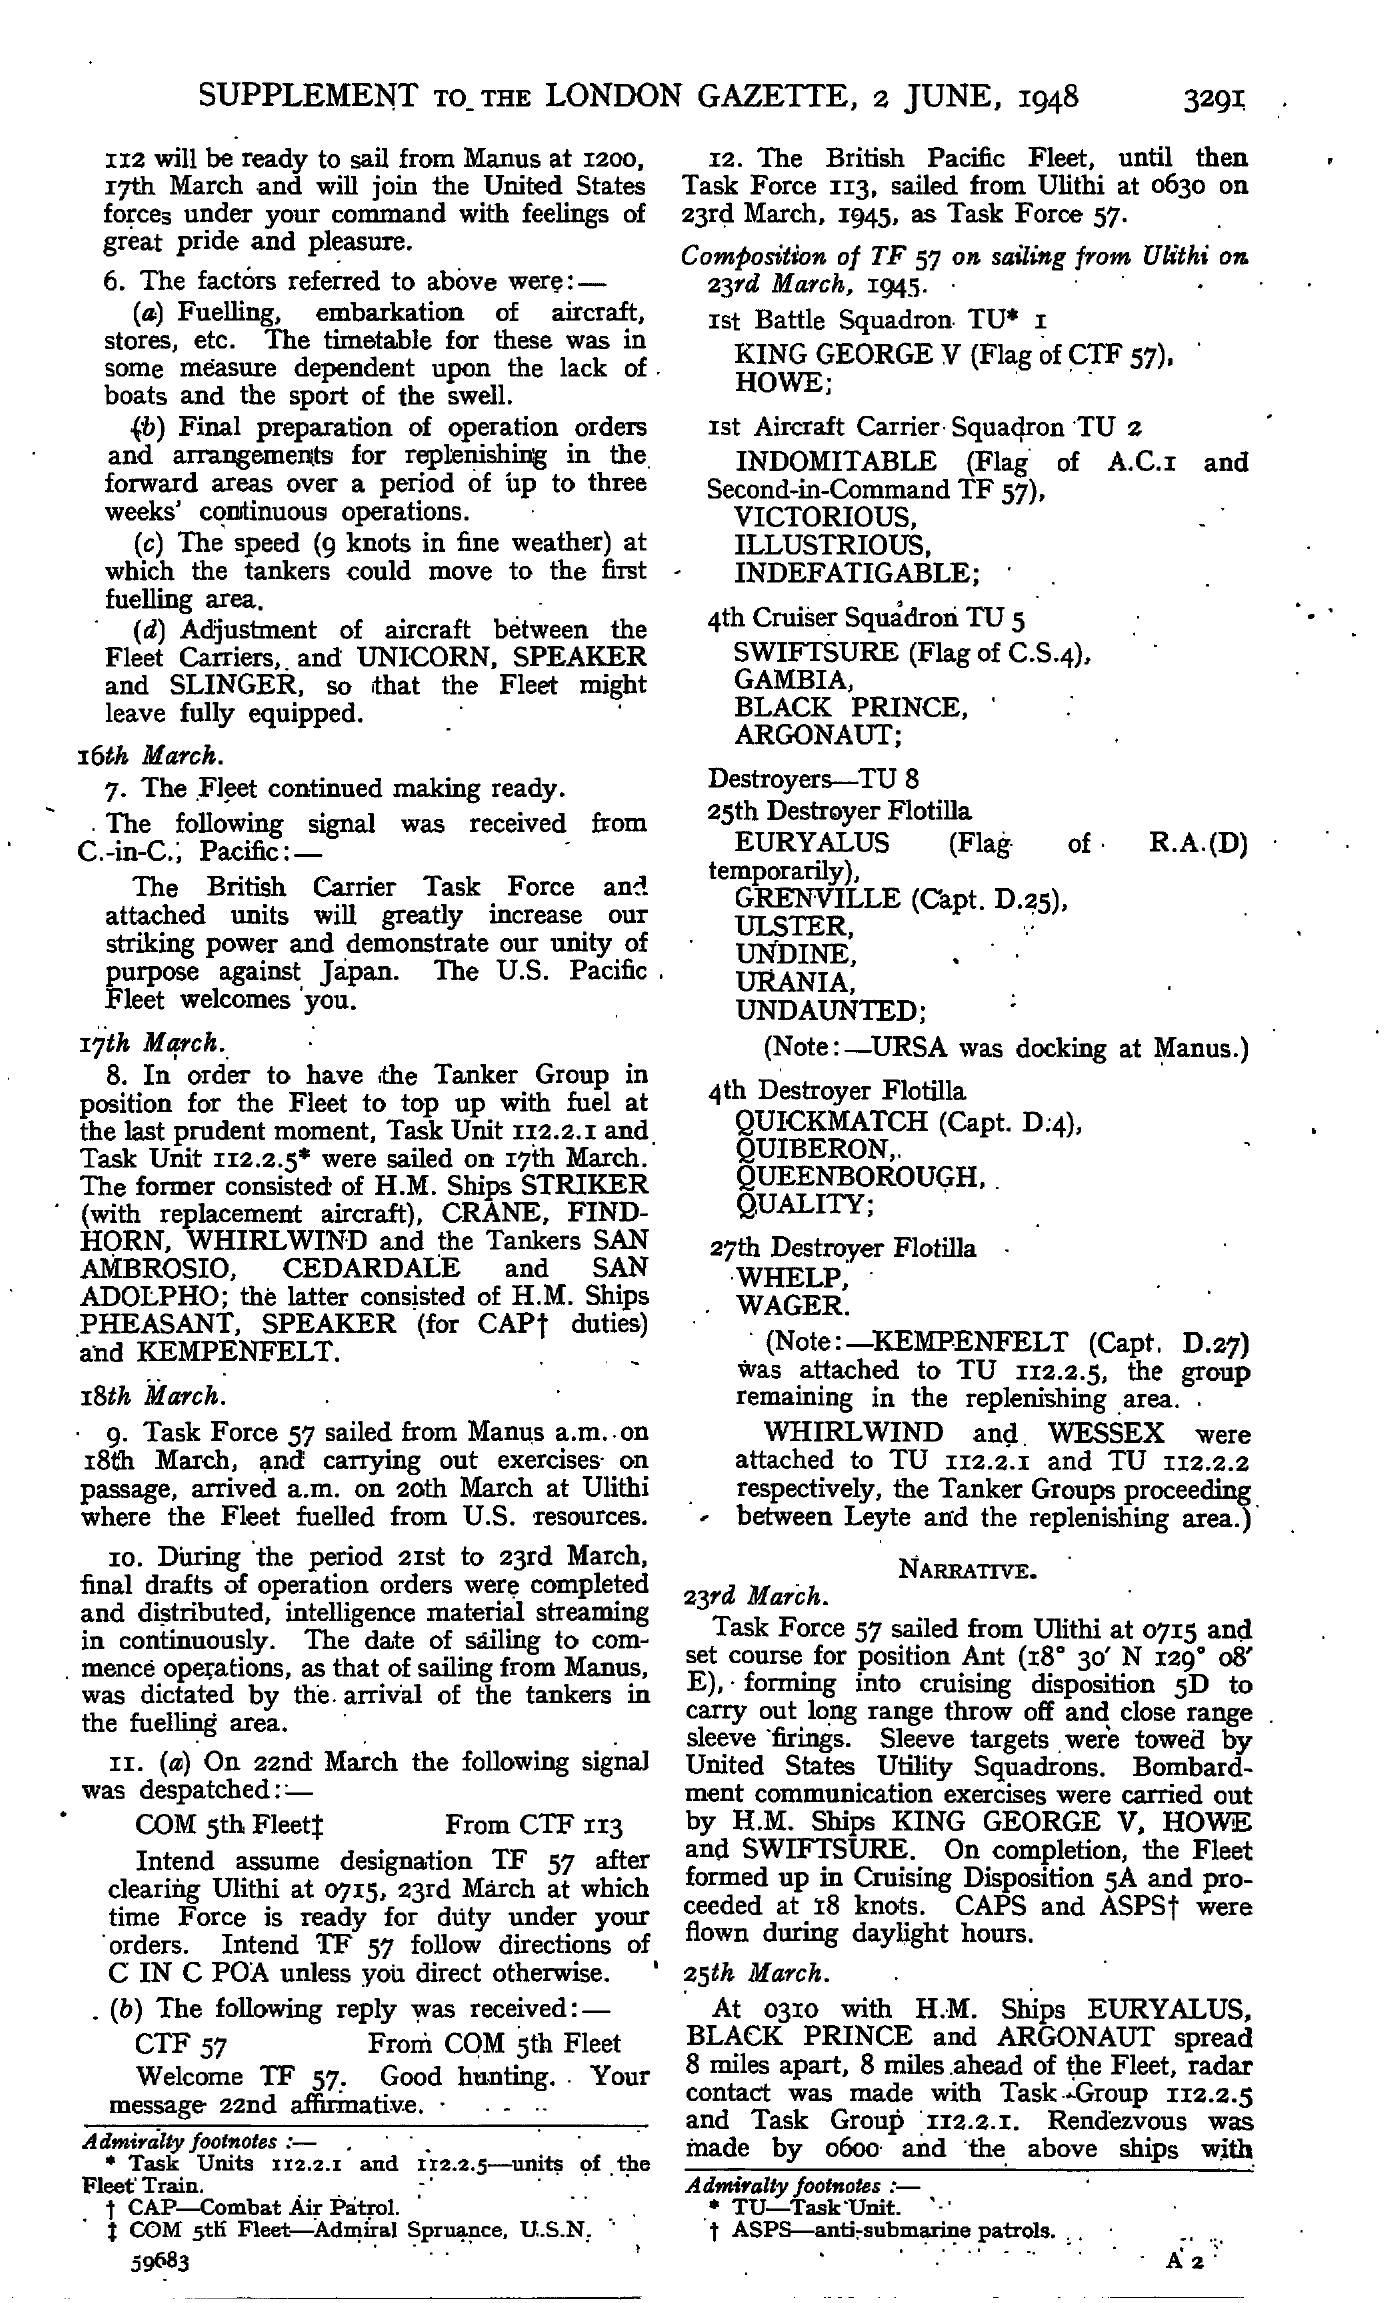 SUPPLEMENT TO THE LONDON GAZETTE, 2 JUNE, 1948 3291
112 will be ready to sail from Manus at 1200,
17th March and will join the United States
forces under your command with feelings of
great pride and pleasure.
6. The factors referred to above were:—
(a) Fuelling, embarkation of aircraft,
stores, etc. The timetable for these was in
some measure dependent upon the lack of
boats and the sport of the swell.
(b) Final preparation of operation orders
and arrangements for replenishing in the
forward areas over a period of up to three
weeks' continuous operations.
(c) The speed (9 knots in fine weather) at
which the tankers could move to the first
fuelling area.
(d) Adjustment of aircraft between the
Fleet Carriers, and UNICORN, SPEAKER
and SLINGER, so that the Fleet might
leave fully equipped.
16th March.
7. The Fleet continued making ready.
The following signal was received from
C.-in-C., Pacific:—
The British Carrier Task Force and
attached units will greatly increase our
striking power and demonstrate our unity of
purpose against Japan. The U.S. Pacific
Fleet welcomes you.
17th March.
8. In order to have the Tanker Group in
position for the Fleet to top up with fuel at
the last prudent moment, Task Unit 112.2.1 and
Task Unit 112.2.5* were sailed on 17th March.
The former consisted of H.M. Ships STRIKER
(with replacement aircraft), CRANE, FIND-
HORN, WHIRLWIND and the Tankers SAN
AMBROSIO, CEDARDALE and SAN
ADOLPHO; the latter consisted of H.M. Ships
PHEASANT, SPEAKER (for CAP† duties)
and KEMPENFELT.
18th March.
9. Task Force 57 sailed from Manus a.m. on
18th March, and carrying out exercises on
passage, arrived a.m. on 20th March at Ulithi
where the Fleet fuelled from U.S. resources.
10. During the period 21st to 23rd March,
final drafts of operation orders were completed
and distributed, intelligence material streaming
in continuously. The date of sailing to com-
mence operations, as that of sailing from Manus,
was dictated by the arrival of the tankers in
the fuelling area.
11. (a) On 22nd March the following signal
was despatched:—
COM 5th Fleet‡ From CTF 113
Intend assume designation TF 57 after
clearing Ulithi at 0715, 23rd March at which
time Force is ready for duty under your
orders. Intend TF 57 follow directions of
C IN C POA unless you direct otherwise.
(b) The following reply was received:—
CTF 57 From COM 5th Fleet
Welcome TF 57. Good hunting. Your
message 22nd affirmative.
Admiralty footnotes :—
* Task Units 112.2.1 and 112.2.5—units of the
Fleet Train.
† CAP—Combat Air Patrol.
‡ COM 5th Fleet—Admiral Spruance, U.S.N.
59683
12. The British Pacific Fleet, until then
Task Force 113, sailed from Ulithi at 0630 on
23rd March, 1945, as Task Force 57.
Composition of TF 57 on sailing from Ulithi on
23rd March, 1945.
1st Battle Squadron TU* 1
KING GEORGE V (Flag of CTF 57),
HOWE;
1st Aircraft Carrier Squadron TU 2
INDOMITABLE (Flag of A.C.1 and
Second-in-Command TF 57),
VICTORIOUS,
ILLUSTRIOUS,
INDEFATIGABLE;
4th Cruiser Squadron TU 5
SWIFTSURE (Flag of C.S.4),
GAMBIA,
BLACK PRINCE,
ARGONAUT;
Destroyers—TU 8
25th Destroyer Flotilla
EURYALUS (Flag of R.A.(D)
temporarily),
GRENVILLE (Capt. D.25),
ULSTER,
UNDINE,
URANIA,
UNDAUNTED;
(Note:—URSA was docking at Manus.)
4th Destroyer Flotilla
QUICKMATCH (Capt. D.4),
QUIBERON,
QUEENBOROUGH,
QUALITY;
27th Destroyer Flotilla
WHELP,
WAGER.
(Note:—KEMPENFELT (Capt. D.27)
was attached to TU 112.2.5, the group
remaining in the replenishing area.
WHIRLWIND and WESSEX were
attached to TU 112.2.1 and TU 112.2.2
respectively, the Tanker Groups proceeding
between Leyte and the replenishing area.)
NARRATIVE.
23rd March.
Task Force 57 sailed from Ulithi at 0715 and
set course for position Ant (18° 30′ N 129° 08′
E), forming into cruising disposition 5D to
carry out long range throw off and close range
sleeve firings. Sleeve targets were towed by
United States Utility Squadrons. Bombard-
ment communication exercises were carried out
by H.M. Ships KING GEORGE V, HOWE
and SWIFTSURE. On completion, the Fleet
formed up in Cruising Disposition 5A and pro-
ceeded at 18 knots. CAPS and ASPS† were
flown during daylight hours.
25th March.
At 0310 with H.M. Ships EURYALUS,
BLACK PRINCE and ARGONAUT spread
8 miles apart, 8 miles ahead of the Fleet, radar
contact was made with Task Group 112.2.5
and Task Group 112.2.1. Rendezvous was
made by 0600 and the above ships with
Admiralty footnotes :—
* TU—Task Unit.
† ASPS—anti-submarine patrols.
A 2